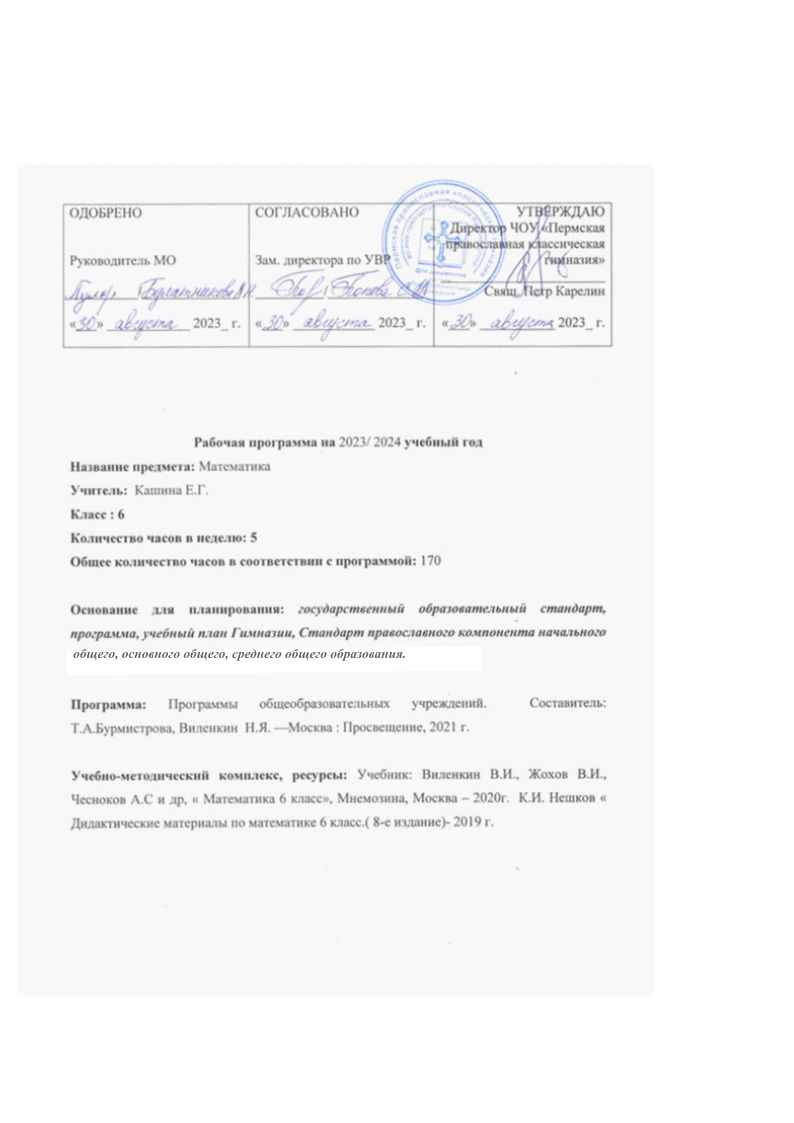 ОДОБРЕНО
Руководитель МО
«30» августа 2023_ г.
СОГЛАСОВАНО
Зам. директора по УВР
«30» августа 2023_ г.
УТВЕРЖДАЮ
Директор ЧОУ «Пермская
православная классическая
гимназия»
Свящ. Петр Карелин
«30» августа 2023_ г.
Рабочая программа на 2023/ 2024 учебный год
Название предмета: Математика
Учитель: Кашина Е.Г.
Класс : 6
Количество часов в неделю: 5
Общее количество часов в соответствии с программой: 170
Основание для планирования: государственный образовательный стандарт,
программа, учебный план Гимназии, Стандарт православного компонента начального
общего, основного общего, среднего общего образования.
Программа: Программы общеобразовательных учреждений. Составитель:
Т.А.Бурмистрова, Виленкин Н.Я. —Москва : Просвещение, 2021 г.
Учебно-методический комплекс, ресурсы: Учебник: Виленкин В.И., Жохов В.И.,
Чесноков А.С и др, « Математика 6 класс», Мнемозина, Москва – 2020г. К.И. Нешков «
Дидактические материалы по математике 6 класс.( 8-е издание)- 2019 г.